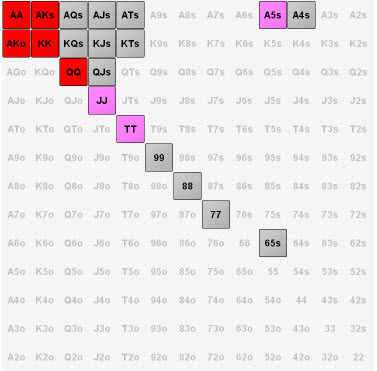 AA AKs AQs AJs ATs A9s A8s A7s A6s A5s A4s A3s A2s
AKo KK KQs KJs KTs K9s K8s K7s K6s K5s K4s K3s K2s
AQo KQo QQ QJs QTs Q9s Q8s Q7s Q6s Q5s Q4s Q3s Q2s
AJo KJo QJo JJ JTs J9s J8s J7s J6s J5s J4s J3s J2s
ATo KTo QTo JTo TT T9s T8s T7s T6s T5s T4s T3s T2s
A9o K9o Q9o J9o T9o 99 98s 97s 96s 95s 94s 93s 92s
A8o K8o Q8o J8o T8o 98o 88 87s 86s 85s 84s 83s 82s
A7o K7o Q7o J7o T7o 97o 87o 77 76s 75s 74s 73s 72s
A6o K6o Q6o J6o T6o 96o 86o 76o 66 65s 64s 63s 62s
A5o K5o Q5o J5o T5o 95o 85o 75o 65o 55 54s 53s 52s
A4o K4o Q4o J4o T4o 94o 84o 74o 64o 54o 44 43s 42s
A3o K3o Q3o J3o T3o 93o 83o 73o 63o 53o 43o 33 32s
A2o K2o Q2o J2o T2o 92o 82o 72o 62o 52o 42o 32o 22